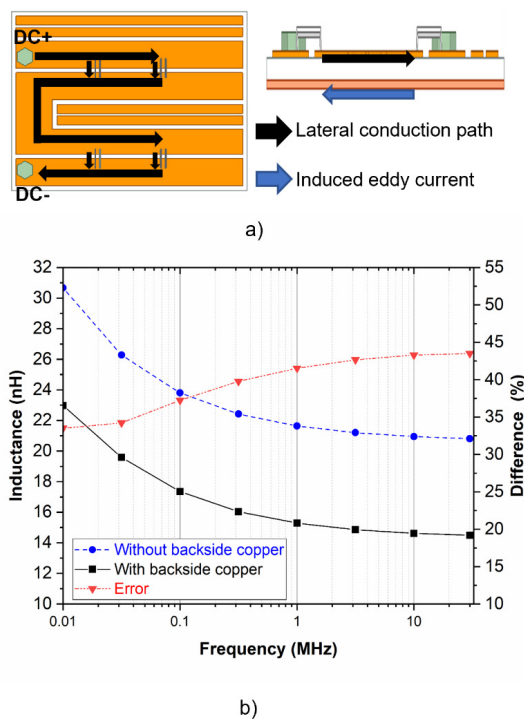 DC+
DC-
Lateral conduction path
Induced eddy current
a)
Inductance (nH)
32
30
28
26
24
22
20
18
16
14
12
10
Difference (%)
55
50
45
40
35
30
25
20
15
10
Without backside copper
With backside copper
Error
0.01
0.1
1
10
Frequency (MHz)
b)